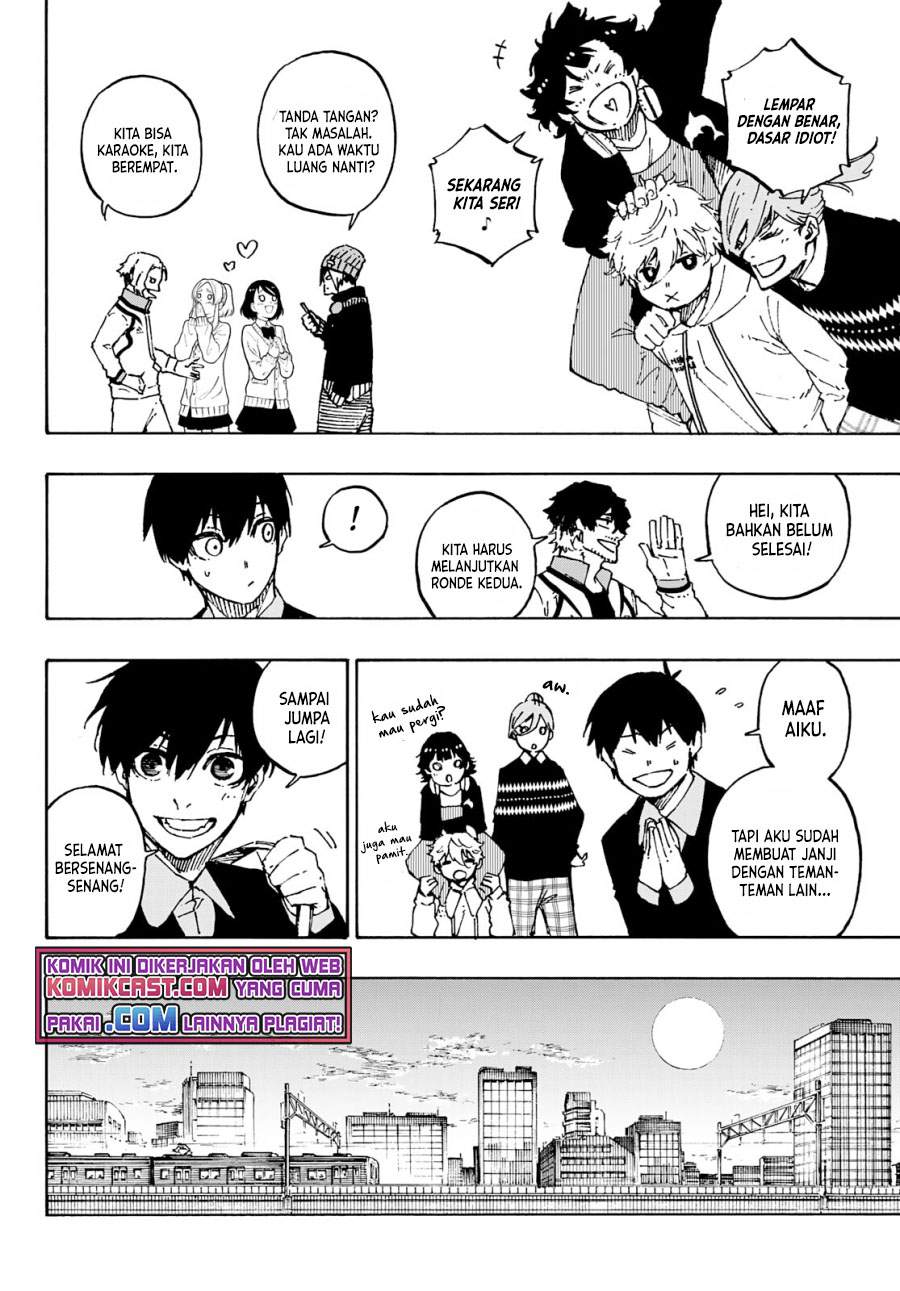 LEMPAR
DENGAN BENAR,
DASAR IDIOT!
SEKARANG
KITA SERI
♪
TANDA TANGAN?
TAK MASALAH.
KAU ADA WAKTU
LUANG NANTI?
KITA BISA
KARAOKE, KITA
BEREMPAT.
HEI, KITA
BAHKAN BELUM
SELESAI!
KITA HARUS
MELANJUTKAN
RONDE KEDUA.
!
MAAF
AIKU.
TAPI AKU SUDAH
MEMBUAT JANJI
DENGAN TEMAN-
TEMAN LAIN...
aw.
kau sudah
mau pergi?
aku
juga mau
pamit.
SAMPAI
JUMPA
LAGI!
SELAMAT
BERSENANG-
SENANG!
KOMIK INI DIKERJAKAN OLEH WEB
KOMIKCAST.COM YANG CUMA
PAKAI .COM LAINNYA PLAGIAT!